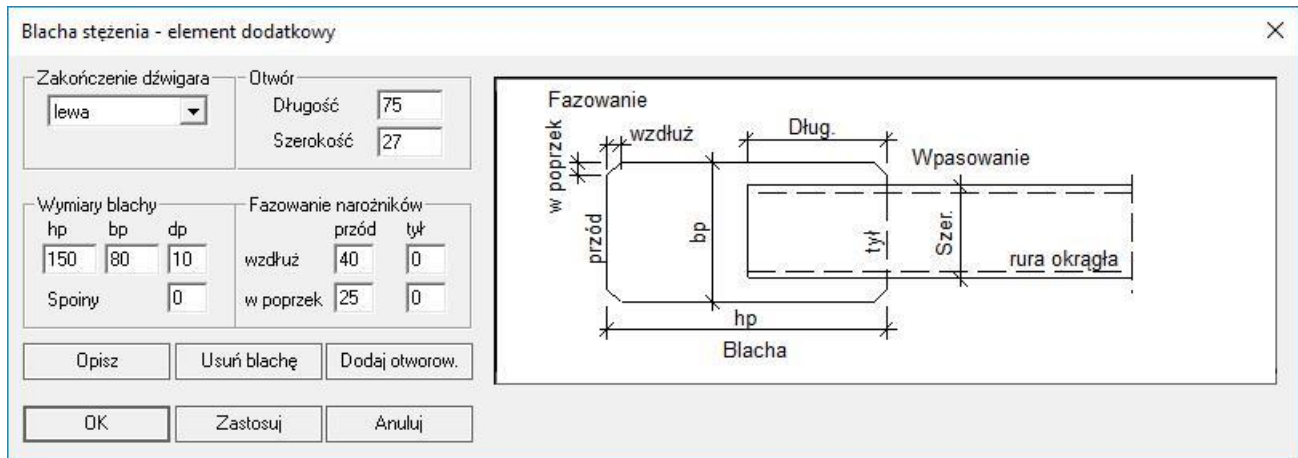 Blacha stężenia - element dodatkowy
Zakończenie dźwigara
lewa
Otwór
Długość 75
Szerokość 27
Wymiary blachy
hp bp dp
150 80 10
Spoiny 0
Fazowanie narożników
przód tył
wzdłuż 40 0
w poprzek 25 0
Opisz Usuń blachę Dodaj otworow.
OK Zastosuj Anuluj
Fazowanie
w poprzek
wzdłuż
Dług.
Wpasowanie
przód
bp
tył
Szer.
rura okrągła
hp
Blacha